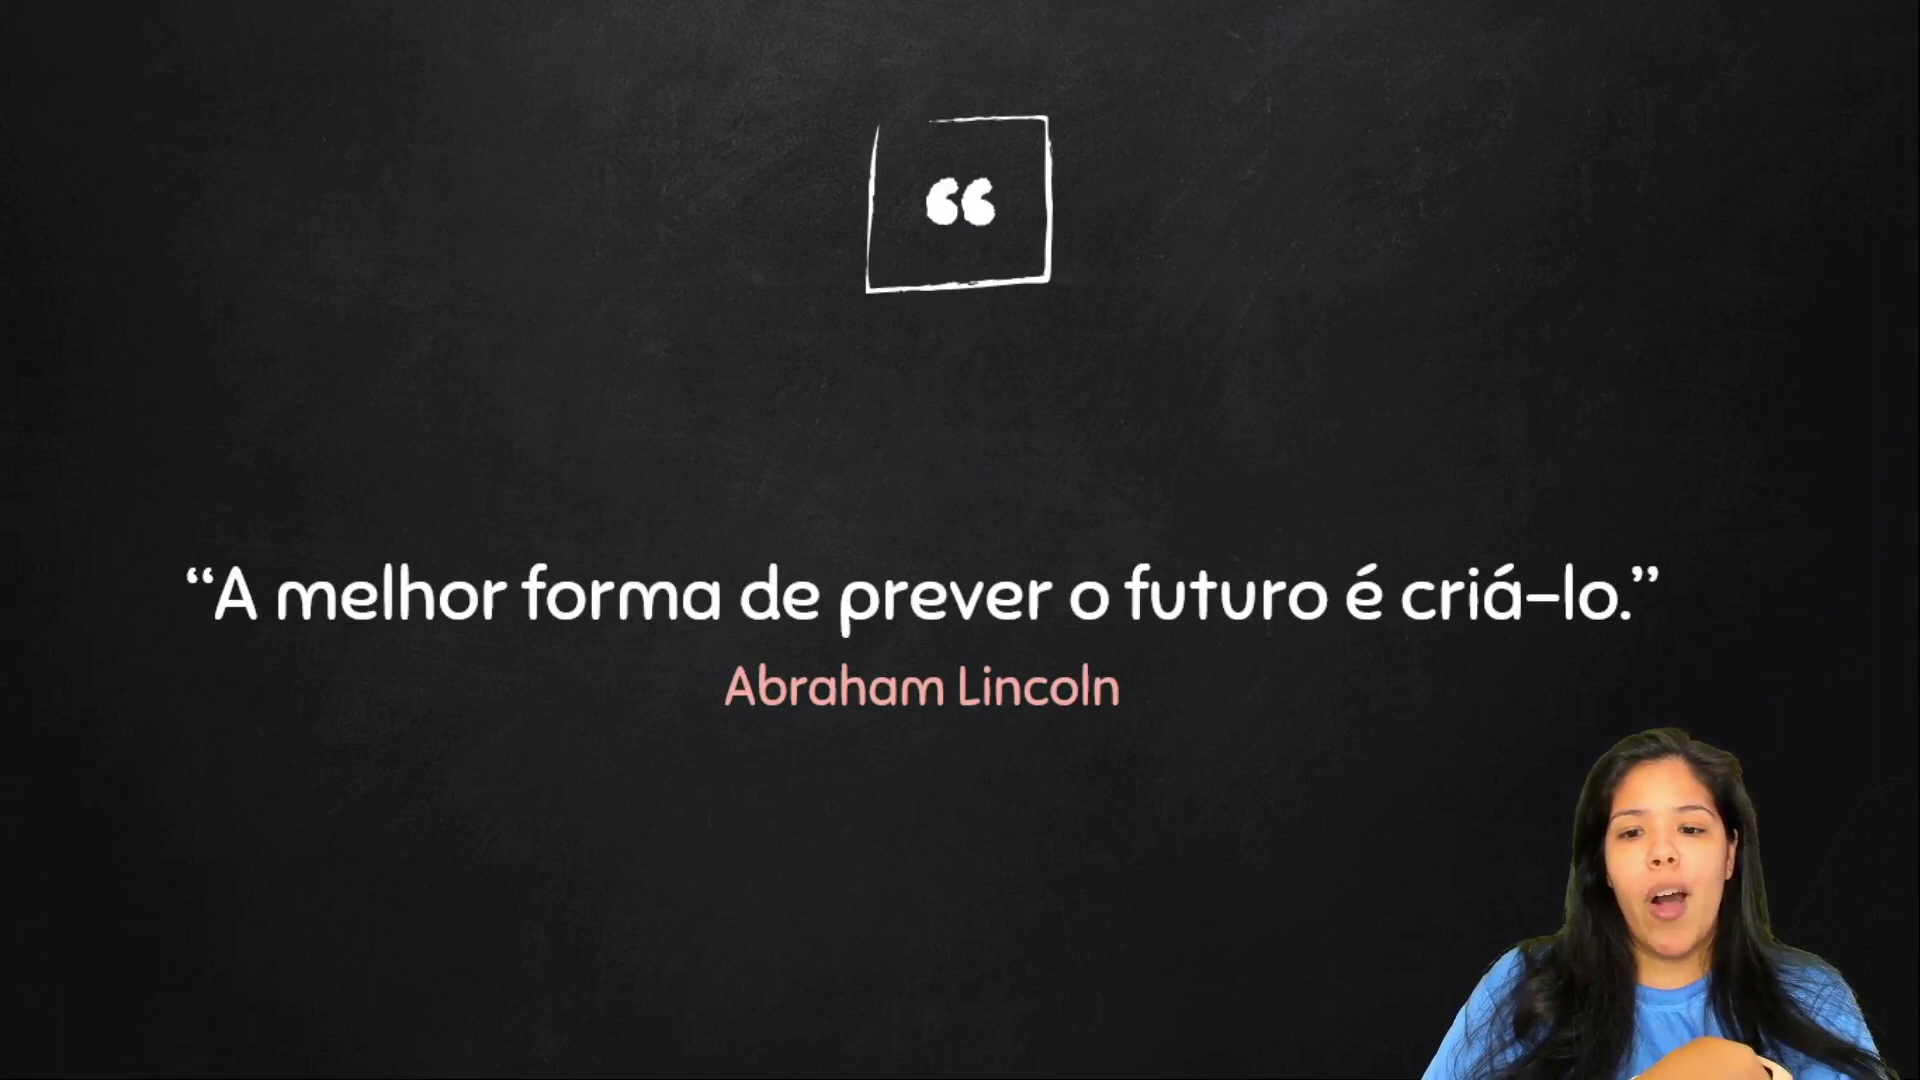 “
“A melhor forma de prever o futuro é criá-lo.”
Abraham Lincoln